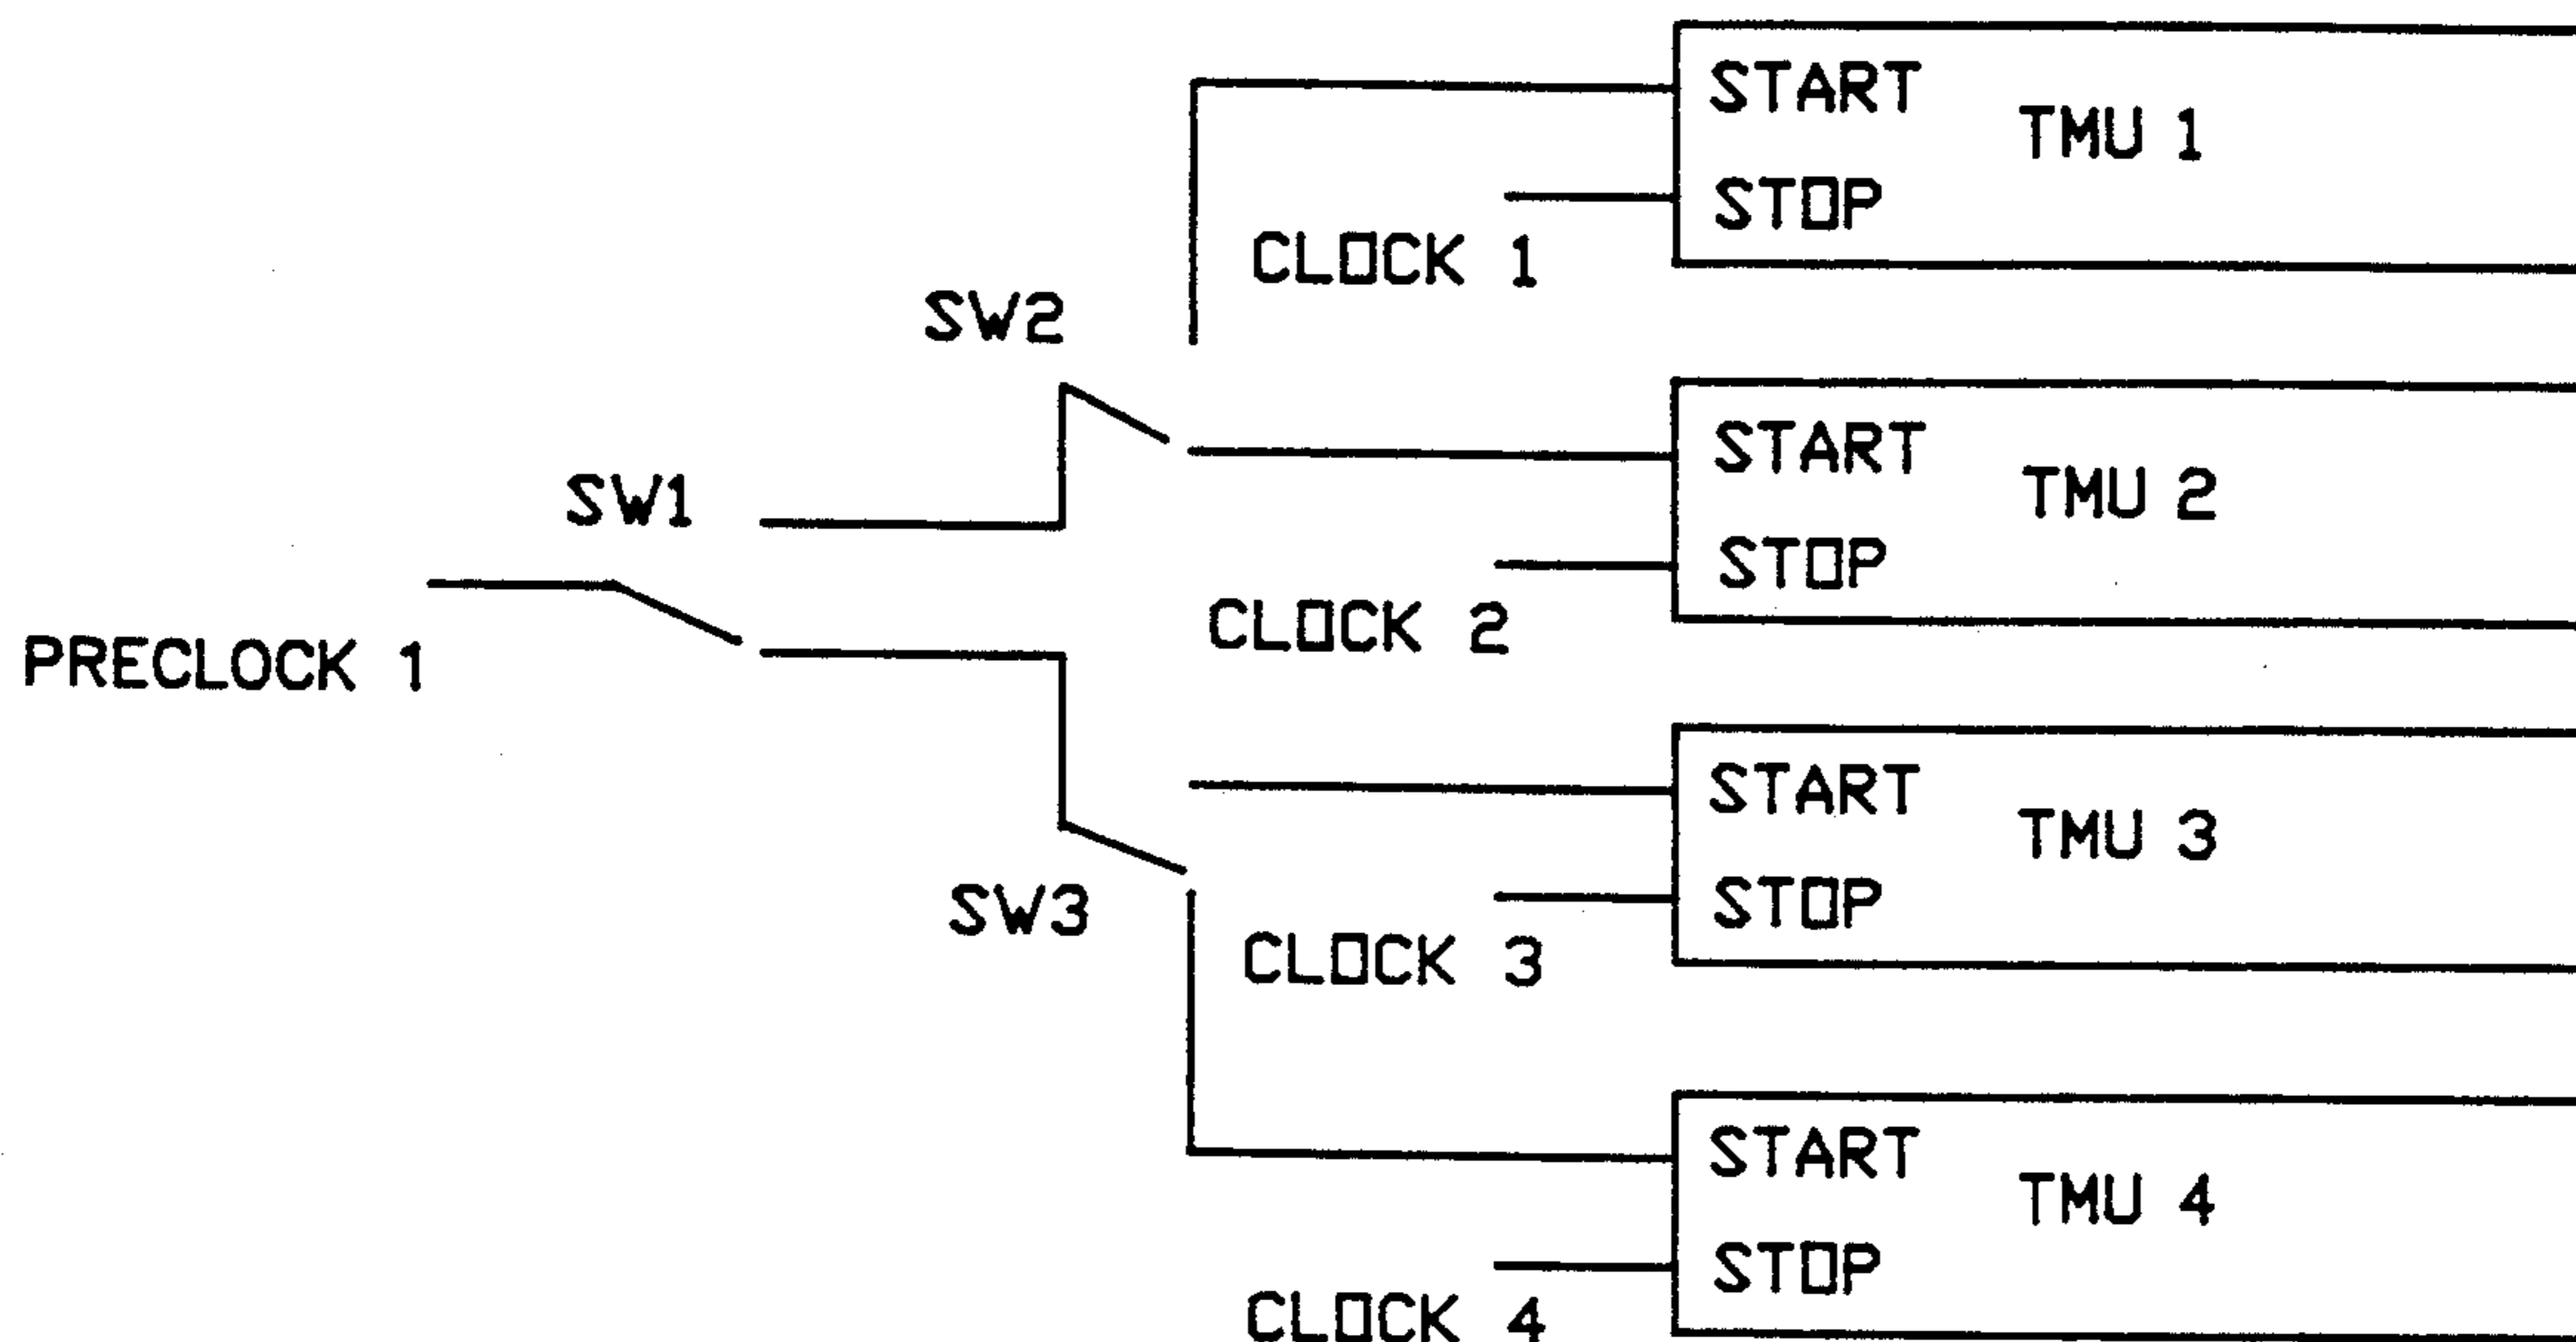 START
TMU 1
STOP
CLOCK 1
SW2
START
TMU 2
SW1
STOP
CLOCK 2
PRECLOCK 1
START
TMU 3
STOP
SW3
CLOCK 3
START
TMU 4
STOP
CLOCK 4